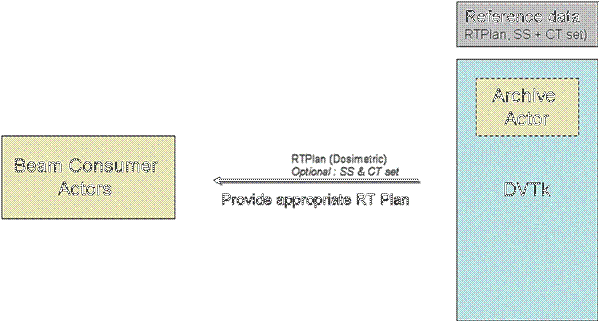 Reference data
RTPlan, SS + CT set)
Archive
Actor
Beam Consumer
Actors
RTPlan (Dosimetric)
Optional : SS & CT set
Provide appropriate RT Plan
DVTk